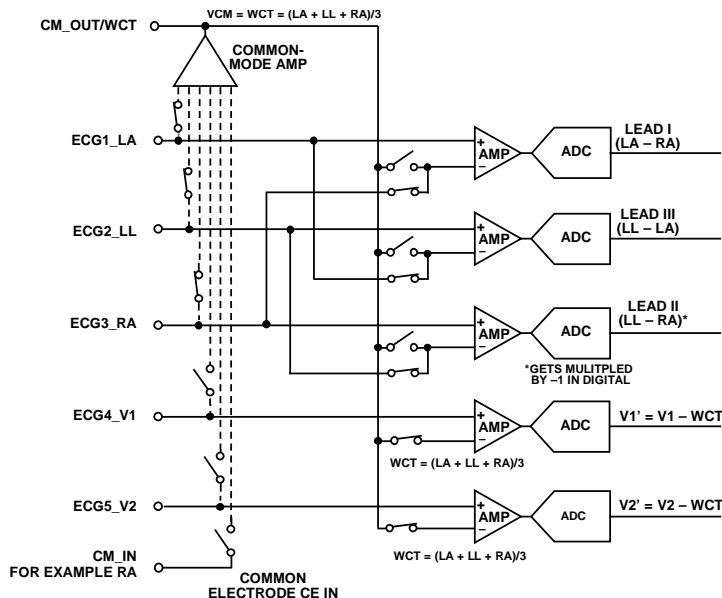 CM_OUT/WCT
VCM = WCT = (LA + LL + RA)/3
COMMON-
MODE AMP
ECG1_LA
+
AMP
–
ADC
LEAD I
(LA – RA)
ECG2_LL
+
AMP
–
ADC
LEAD III
(LL – LA)
ECG3_RA
+
AMP
–
ADC
LEAD II
(LL – RA)*
*GETS MULITPLED
BY –1 IN DIGITAL
ECG4_V1
+
AMP
–
ADC
V1’ = V1 – WCT
WCT = (LA + LL + RA)/3
ECG5_V2
+
AMP
–
ADC
V2’ = V2 – WCT
WCT = (LA + LL + RA)/3
CM_IN
FOR EXAMPLE RA
COMMON
ELECTRODE CE IN